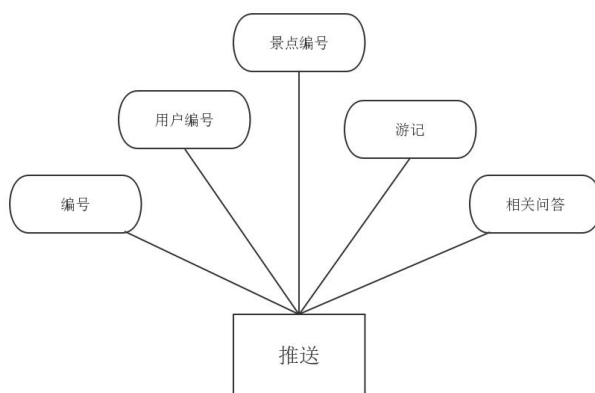 景点编号
用户编号
游记
编号
相关问答
推送